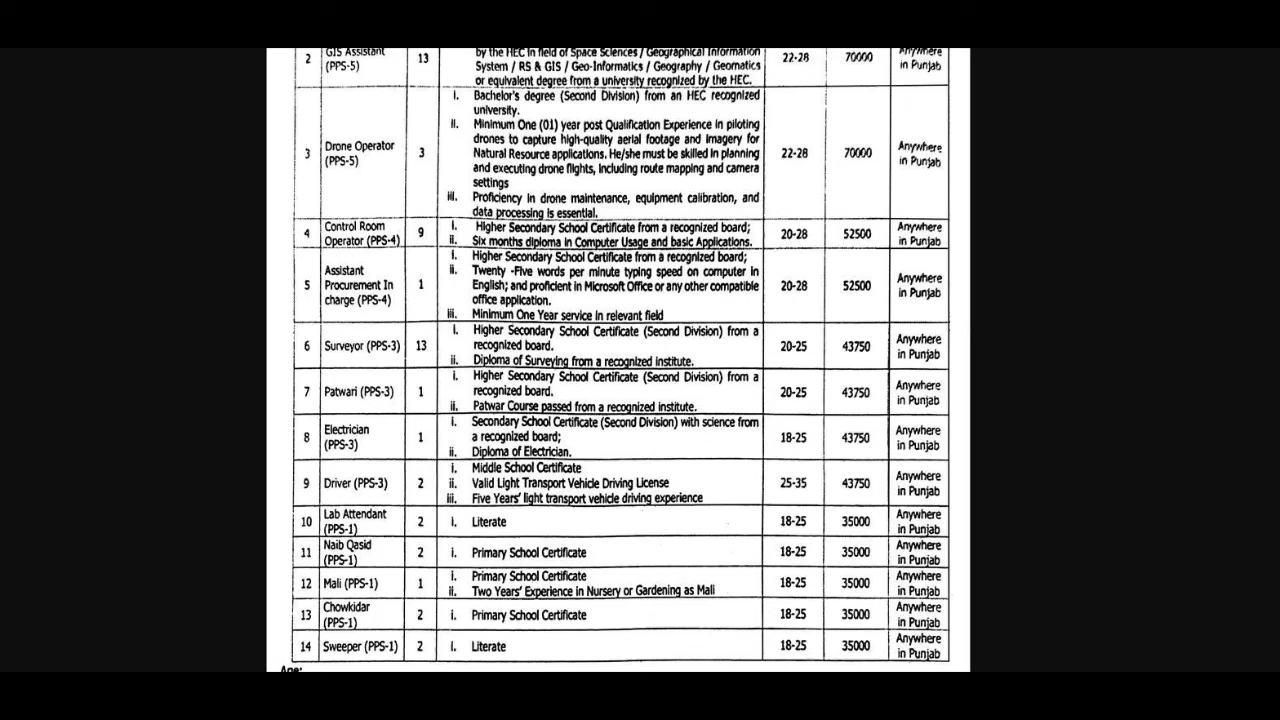 2 GIS Assistant (PPS-5) 13 by the HEC in field of Space Sciences / Geographical Information
System / RS & GIS / Geo-Informatics / Geography / Geomatics
or equivalent degree from a university recognized by the HEC. 22-28 70000 Anywhere in Punjab
3 Drone Operator (PPS-5) 3 i. Bachelor's degree (Second Division) from an HEC recognized
university.
ii. Minimum One (01) year post Qualification Experience in piloting
drones to capture high-quality aerial footage and imagery for
Natural Resource applications. He/she must be skilled in planning
and executing drone flights, including route mapping and camera
settings
iii. Proficiency in drone maintenance, equipment calibration, and
data processing is essential. 22-28 70000 Anywhere in Punjab
4 Control Room Operator (PPS-4) 9 i. Higher Secondary School Certificate from a recognized board;
ii. Six months diploma in Computer Usage and basic Applications. 20-28 52500 Anywhere in Punjab
5 Assistant Procurement In charge (PPS-4) 1 i. Higher Secondary School Certificate from a recognized board;
ii. Twenty -Five words per minute typing speed on computer in
English; and proficient in Microsoft Office or any other compatible
office application.
iii. Minimum One Year service in relevant field 20-28 52500 Anywhere in Punjab
6 Surveyor (PPS-3) 13 i. Higher Secondary School Certificate (Second Division) from a
recognized board.
ii. Diploma of Surveying from a recognized institute. 20-25 43750 Anywhere in Punjab
7 Patwari (PPS-3) 1 i. Higher Secondary School Certificate (Second Division) from a
recognized board.
ii. Patwar Course passed from a recognized institute. 20-25 43750 Anywhere in Punjab
8 Electrician (PPS-3) 1 i. Secondary School Certificate (Second Division) with science from
a recognized board;
ii. Diploma of Electrician. 18-25 43750 Anywhere in Punjab
9 Driver (PPS-3) 2 i. Middle School Certificate
ii. Valid Light Transport Vehicle Driving License
iii. Five Years' light transport vehicle driving experience 25-35 43750 Anywhere in Punjab
10 Lab Attendant (PPS-1) 2 i. Literate 18-25 35000 Anywhere in Punjab
11 Naib Qasid (PPS-1) 2 i. Primary School Certificate 18-25 35000 Anywhere in Punjab
12 Mali (PPS-1) 1 i. Primary School Certificate
ii. Two Years' Experience in Nursery or Gardening as Mali 18-25 35000 Anywhere in Punjab
13 Chowkidar (PPS-1) 2 i. Primary School Certificate 18-25 35000 Anywhere in Punjab
14 Sweeper (PPS-1) 2 i. Literate 18-25 35000 Anywhere in Punjab
Age: